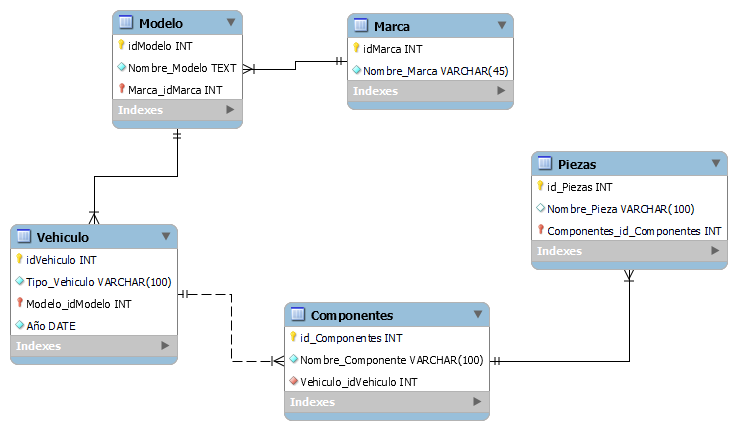 Modelo
idModelo INT
Nombre_Modelo TEXT
Marca_idMarca INT
Indexes
Marca
idMarca INT
Nombre_Marca VARCHAR(45)
Indexes
Piezas
id_Piezas INT
Nombre_Pieza VARCHAR(100)
Componentes_id_Componentes INT
Indexes
Vehiculo
idVehiculo INT
Tipo_Vehiculo VARCHAR(100)
Modelo_idModelo INT
Año DATE
Indexes
Componentes
id_Componentes INT
Nombre_Componente VARCHAR(100)
Vehiculo_idVehiculo INT
Indexes